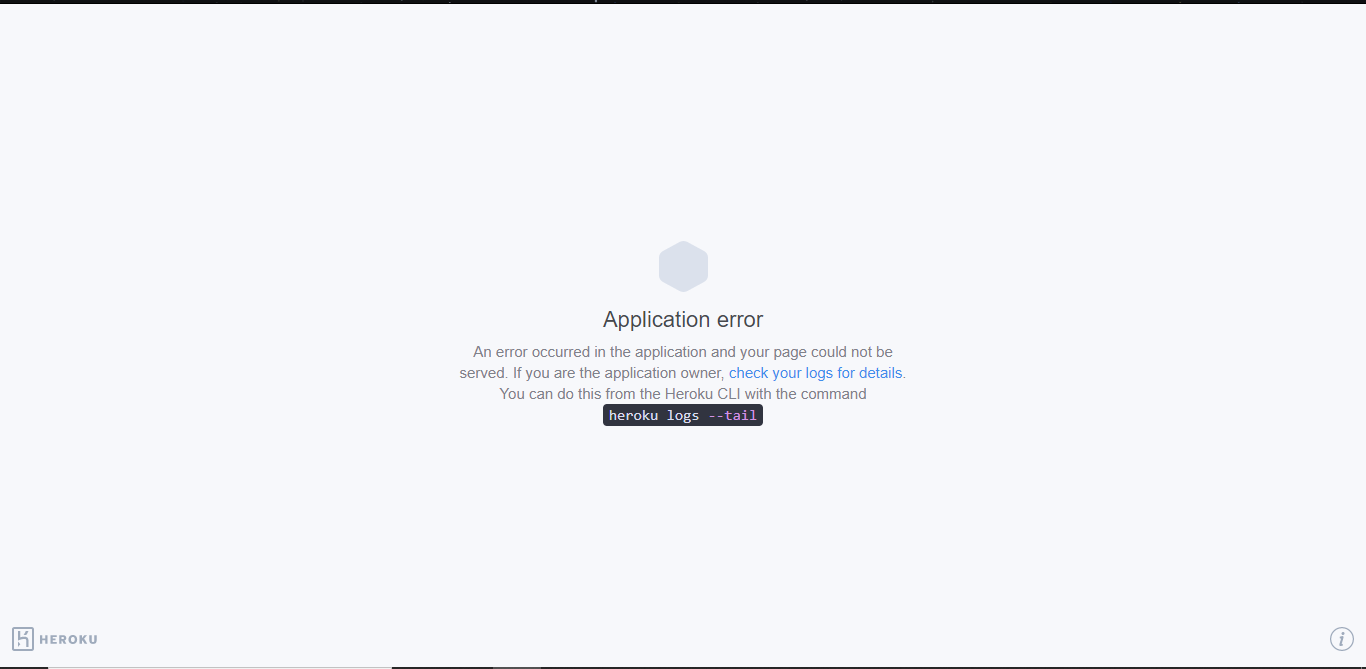 Application error
An error occurred in the application and your page could not be
served. If you are the application owner, check your logs for details.
You can do this from the Heroku CLI with the command
heroku logs --tail
HEROKU
i